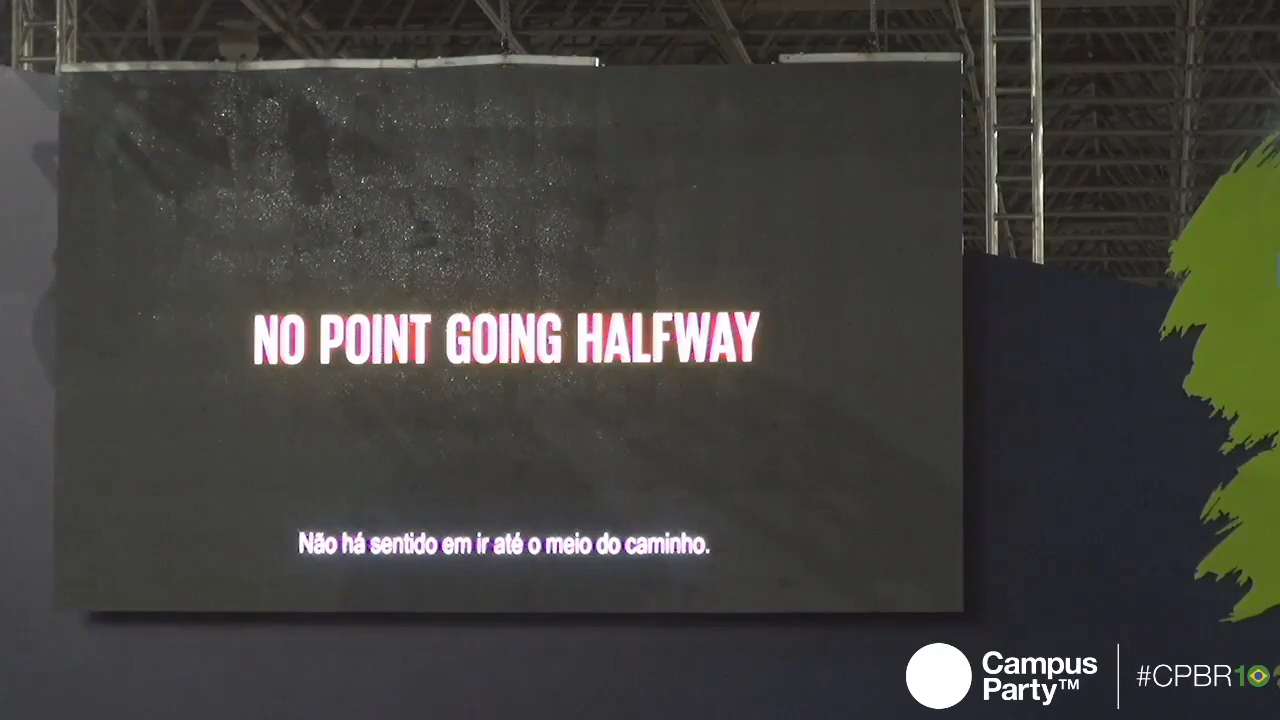 NO POINT GOING HALFWAY
Não há sentido em ir até o meio do caminho.
Campus
Party™
#CPBR10